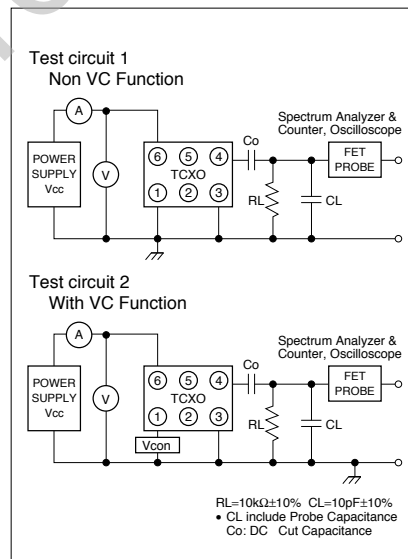 Test circuit 1
Non VC Function
A
POWER
SUPPLY
Vcc
V
6 5 4
TCXO
1 2 3
Co
RL
CL
Spectrum Analyzer &
Counter, Oscilloscope
FET
PROBE
Test circuit 2
With VC Function
A
POWER
SUPPLY
Vcc
V
6 5 4
TCXO
1 2 3
Vcon
Co
RL
CL
Spectrum Analyzer &
Counter, Oscilloscope
FET
PROBE
RL=10kΩ±10% CL=10pF±10%
• CL include Probe Capacitance
Co: DC Cut Capacitance